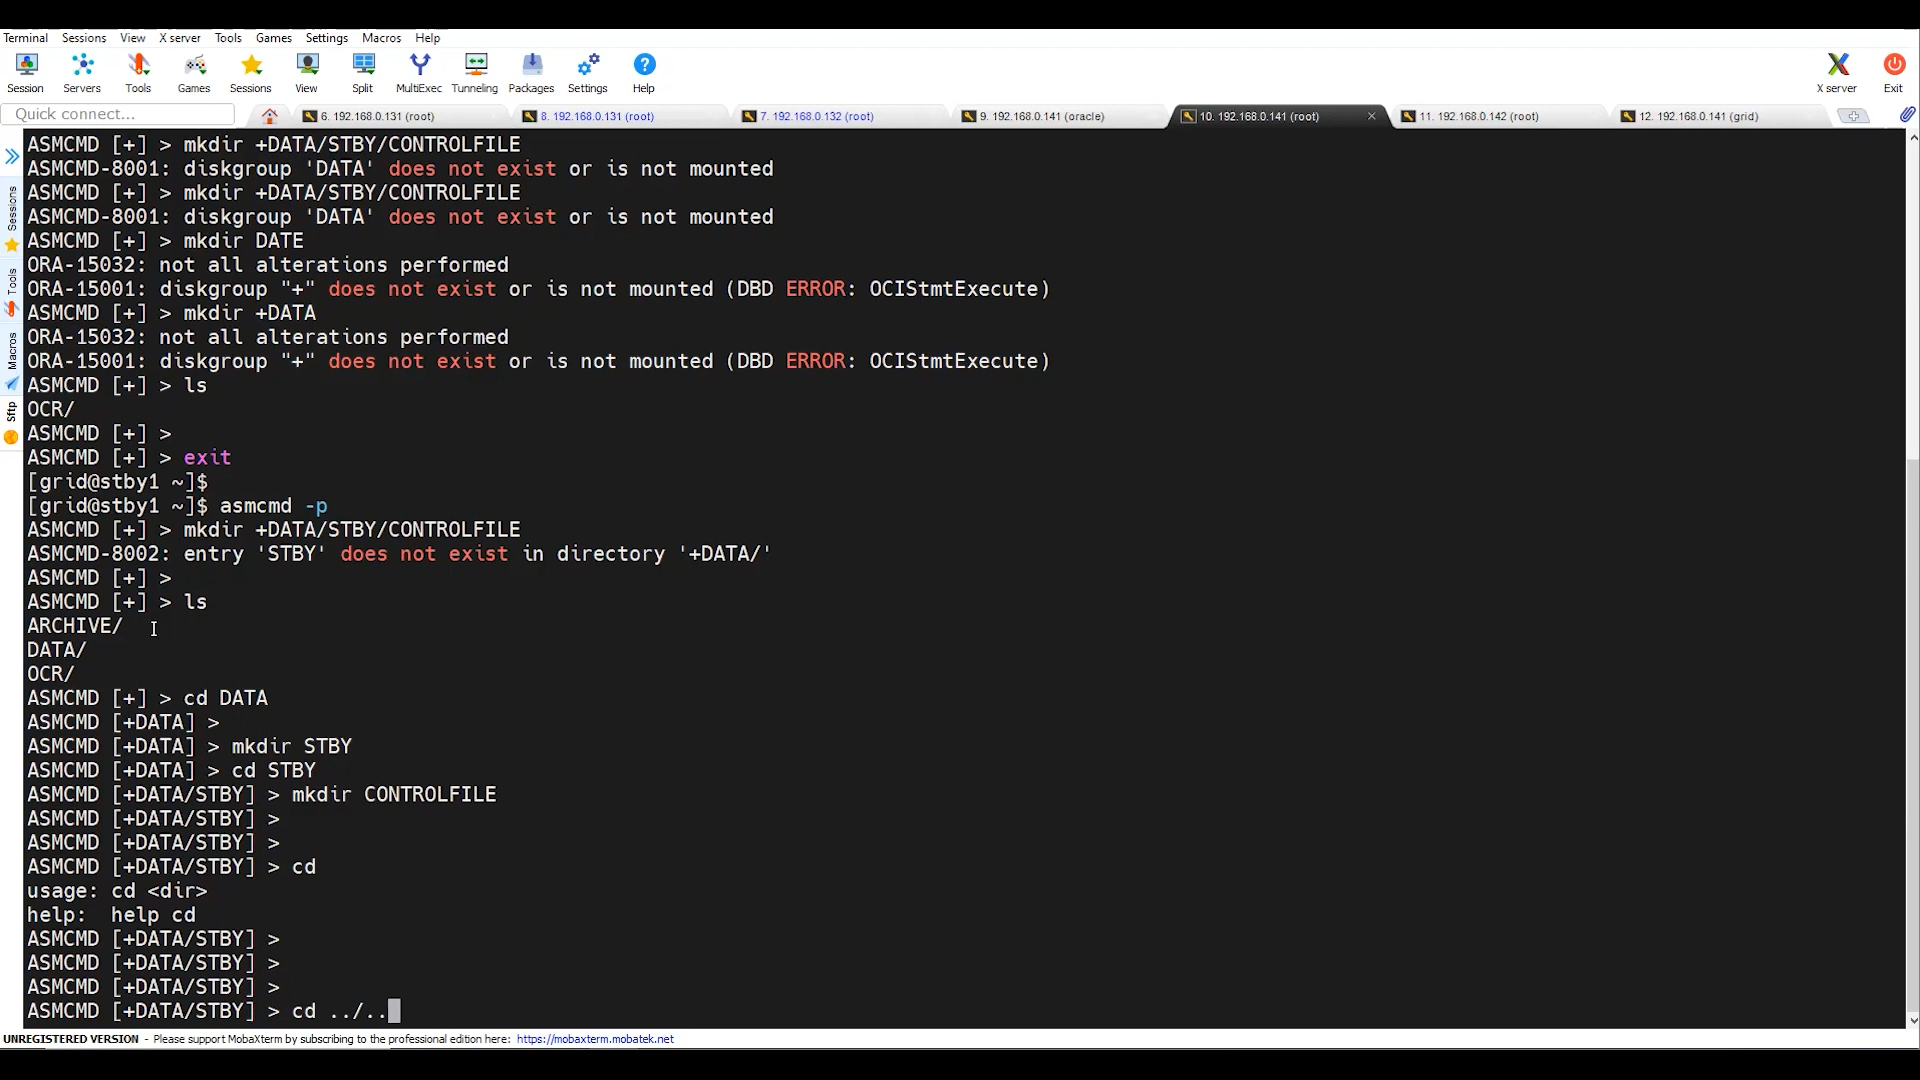 Terminal Sessions View X server Tools Games Settings Macros Help
Session Servers Tools Games Sessions View Split MultiExec Tunneling Packages Settings Help X server Exit
Quick connect... 6. 192.168.0.131 (root) 8. 192.168.0.131 (root) 7. 192.168.0.132 (root) 9. 192.168.0.141 (oracle) 10. 192.168.0.141 (root) 11. 192.168.0.142 (root) 12. 192.168.0.141 (grid)
Sessions
Tools
Macros
Sftp
ASMCMD [+] > mkdir +DATA/STBY/CONTROLFILE
ASMCMD-8001: diskgroup 'DATA' does not exist or is not mounted
ASMCMD [+] > mkdir +DATA/STBY/CONTROLFILE
ASMCMD-8001: diskgroup 'DATA' does not exist or is not mounted
ASMCMD [+] > mkdir DATE
ORA-15032: not all alterations performed
ORA-15001: diskgroup "+" does not exist or is not mounted (DBD ERROR: OCIStmtExecute)
ASMCMD [+] > mkdir +DATA
ORA-15032: not all alterations performed
ORA-15001: diskgroup "+" does not exist or is not mounted (DBD ERROR: OCIStmtExecute)
ASMCMD [+] > ls
OCR/
ASMCMD [+] >
ASMCMD [+] > exit
[grid@stby1 ~]$
[grid@stby1 ~]$ asmcmd -p
ASMCMD [+] > mkdir +DATA/STBY/CONTROLFILE
ASMCMD-8002: entry 'STBY' does not exist in directory '+DATA/'
ASMCMD [+] >
ASMCMD [+] > ls
ARCHIVE/
DATA/
OCR/
ASMCMD [+] > cd DATA
ASMCMD [+DATA] >
ASMCMD [+DATA] > mkdir STBY
ASMCMD [+DATA] > cd STBY
ASMCMD [+DATA/STBY] > mkdir CONTROLFILE
ASMCMD [+DATA/STBY] >
ASMCMD [+DATA/STBY] >
ASMCMD [+DATA/STBY] > cd
usage: cd <dir>
help:  help cd
ASMCMD [+DATA/STBY] >
ASMCMD [+DATA/STBY] >
ASMCMD [+DATA/STBY] >
ASMCMD [+DATA/STBY] > cd ../..
UNREGISTERED VERSION - Please support MobaXterm by subscribing to the professional edition here: https://mobaxterm.mobatek.net